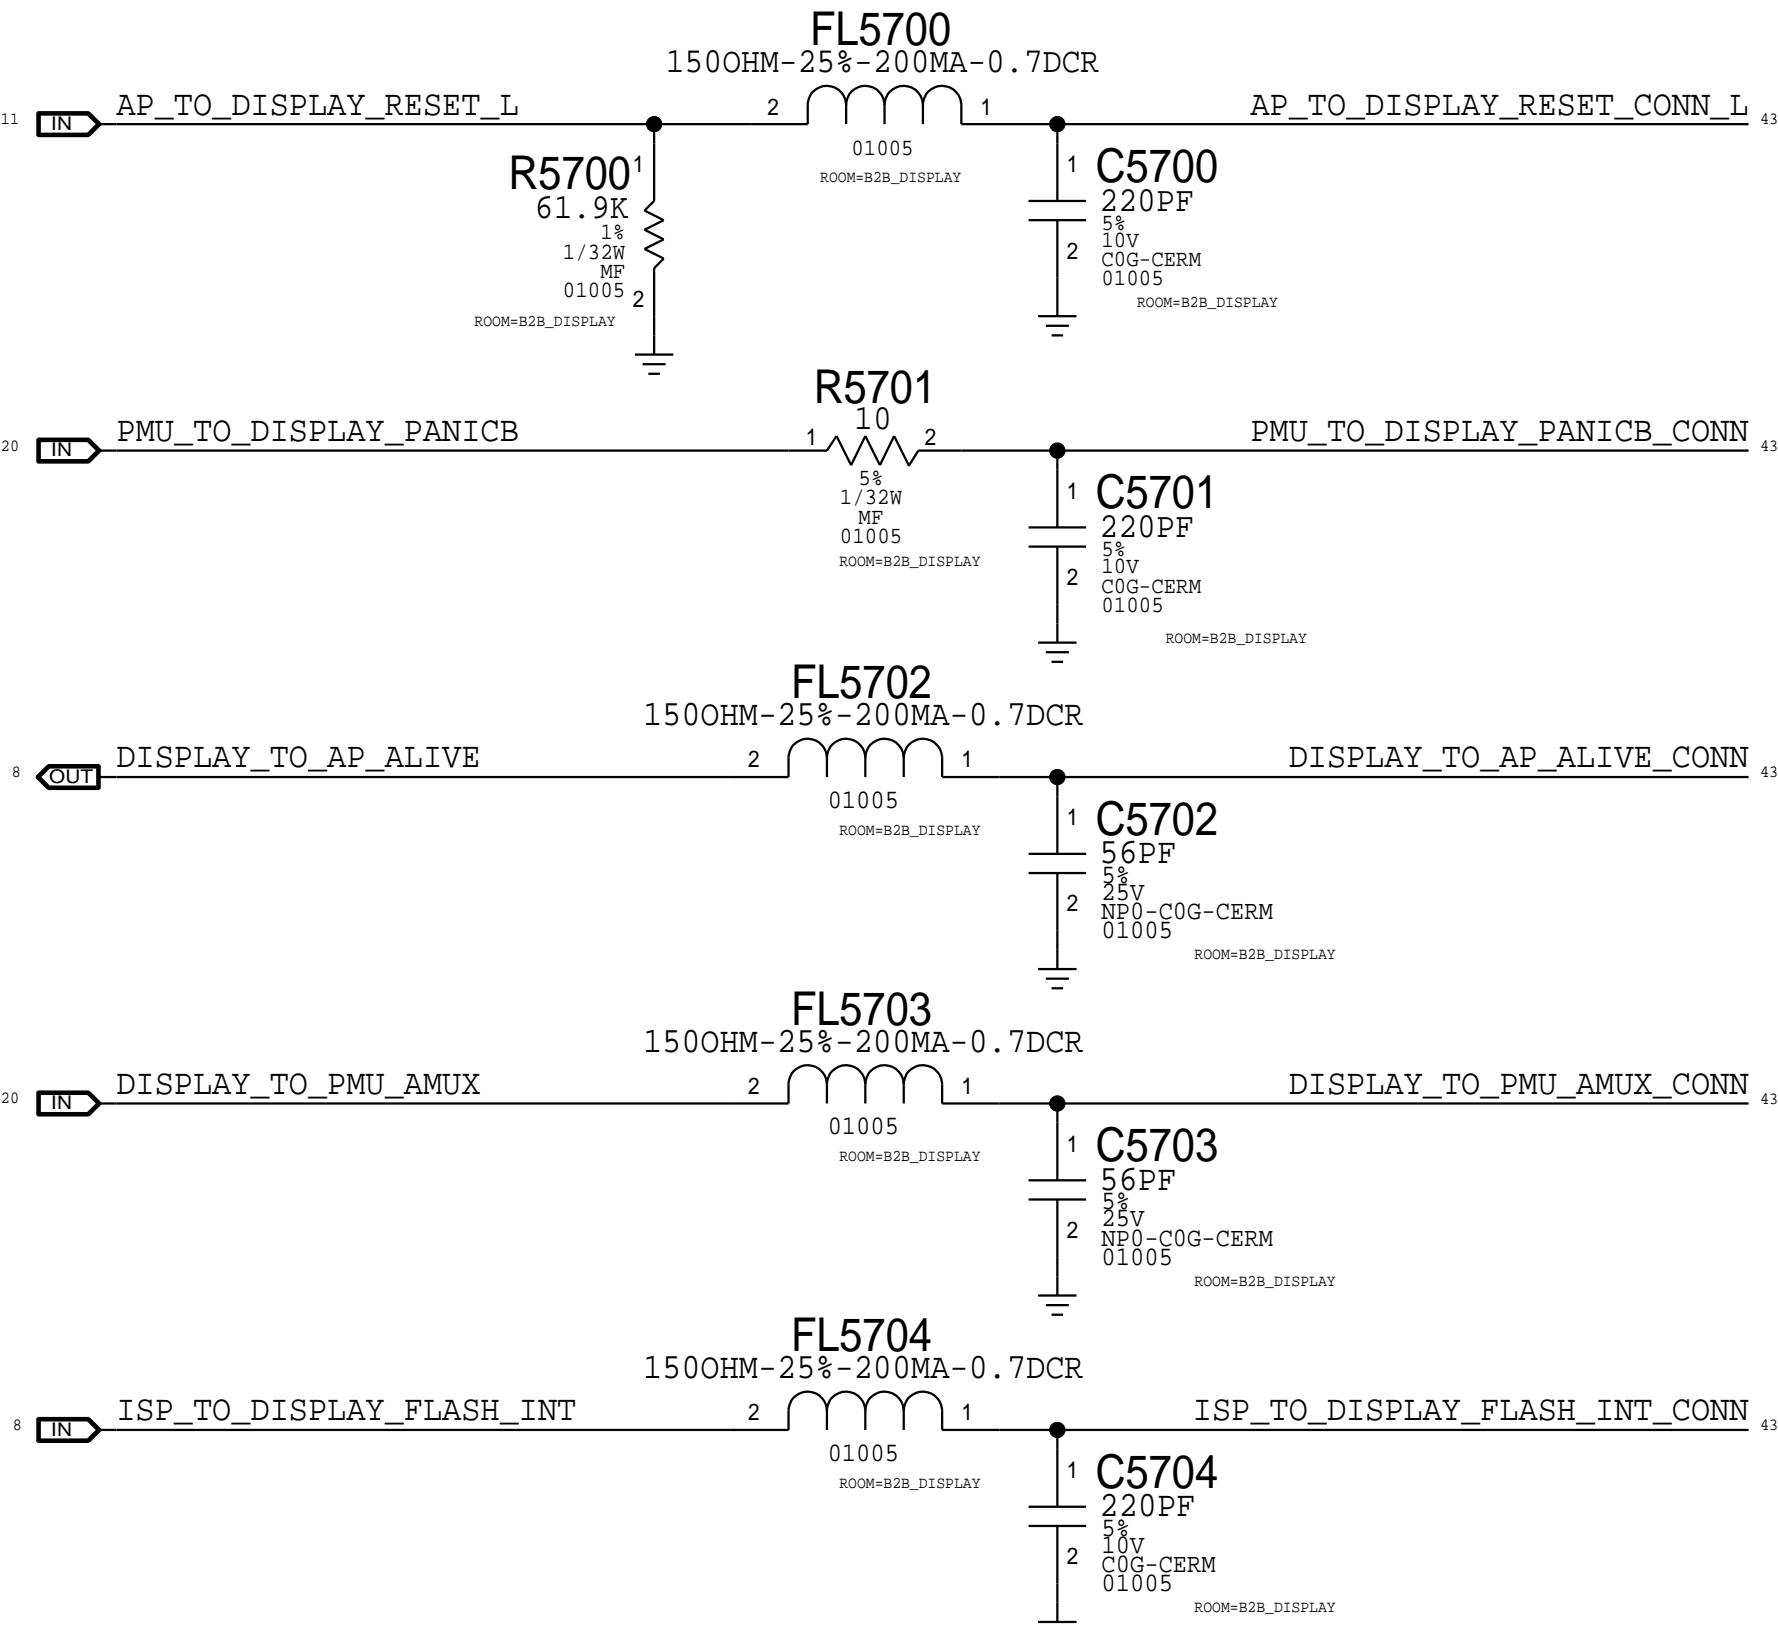 FL5700
150OHM-25%-200MA-0.7DCR
11 IN AP_TO_DISPLAY_RESET_L 2 1 AP_TO_DISPLAY_RESET_CONN_L 43
01005
ROOM=B2B_DISPLAY
R5700 1
61.9K
1%
1/32W
MF
01005 2
ROOM=B2B_DISPLAY
1 C5700
220PF
5%
10V
2 C0G-CERM
01005
ROOM=B2B_DISPLAY
R5701
10
20 IN PMU_TO_DISPLAY_PANICB 1 2 PMU_TO_DISPLAY_PANICB_CONN 43
5%
1/32W
MF
01005
ROOM=B2B_DISPLAY
1 C5701
220PF
5%
10V
2 C0G-CERM
01005
ROOM=B2B_DISPLAY
FL5702
150OHM-25%-200MA-0.7DCR
8 OUT DISPLAY_TO_AP_ALIVE 2 1 DISPLAY_TO_AP_ALIVE_CONN 43
01005
ROOM=B2B_DISPLAY
1 C5702
56PF
5%
25V
2 NP0-C0G-CERM
01005
ROOM=B2B_DISPLAY
FL5703
150OHM-25%-200MA-0.7DCR
20 IN DISPLAY_TO_PMU_AMUX 2 1 DISPLAY_TO_PMU_AMUX_CONN 43
01005
ROOM=B2B_DISPLAY
1 C5703
56PF
5%
25V
2 NP0-C0G-CERM
01005
ROOM=B2B_DISPLAY
FL5704
150OHM-25%-200MA-0.7DCR
8 IN ISP_TO_DISPLAY_FLASH_INT 2 1 ISP_TO_DISPLAY_FLASH_INT_CONN 43
01005
ROOM=B2B_DISPLAY
1 C5704
220PF
5%
10V
2 C0G-CERM
01005
ROOM=B2B_DISPLAY